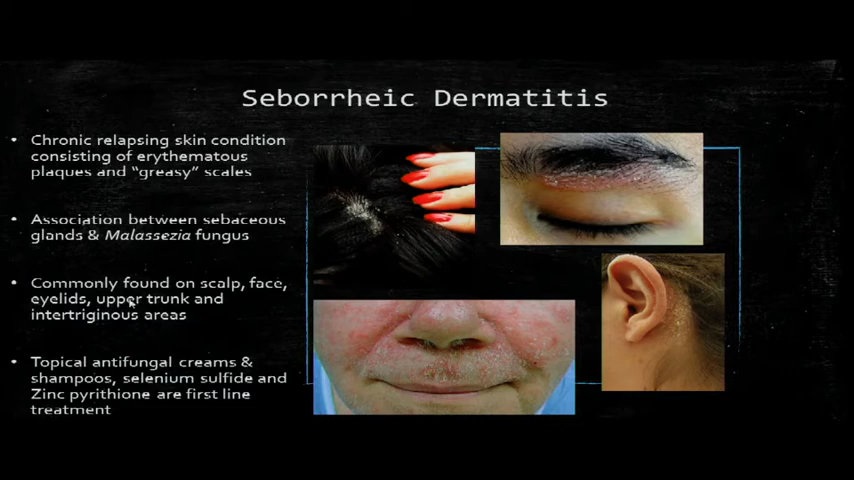 Seborrheic Dermatitis
• Chronic relapsing skin condition
consisting of erythematous
plaques and “greasy” scales
• Association between sebaceous
glands & Malassezia fungus
• Commonly found on scalp, face,
eyelids, upper trunk and
intertriginous areas
• Topical antifungal creams &
shampoos, selenium sulfide and
Zinc pyrithione are first line
treatment